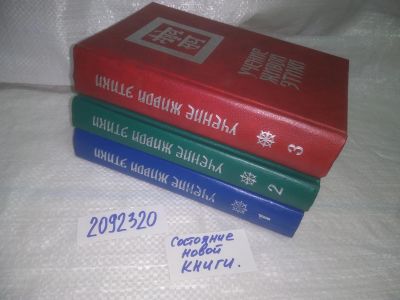 УЧЕНИЕ
ЖИВОЙ
ЭТИКИ
УЧЕНИЕ ЖИВОЙ ЭТИКИ
3
УЧЕНИЕ ЖИВОЙ ЭТИКИ
2
УЧЕНИЕ ЖИВОЙ ЭТИКИ
1
2092320
Состояние
новой
КНИГИ.